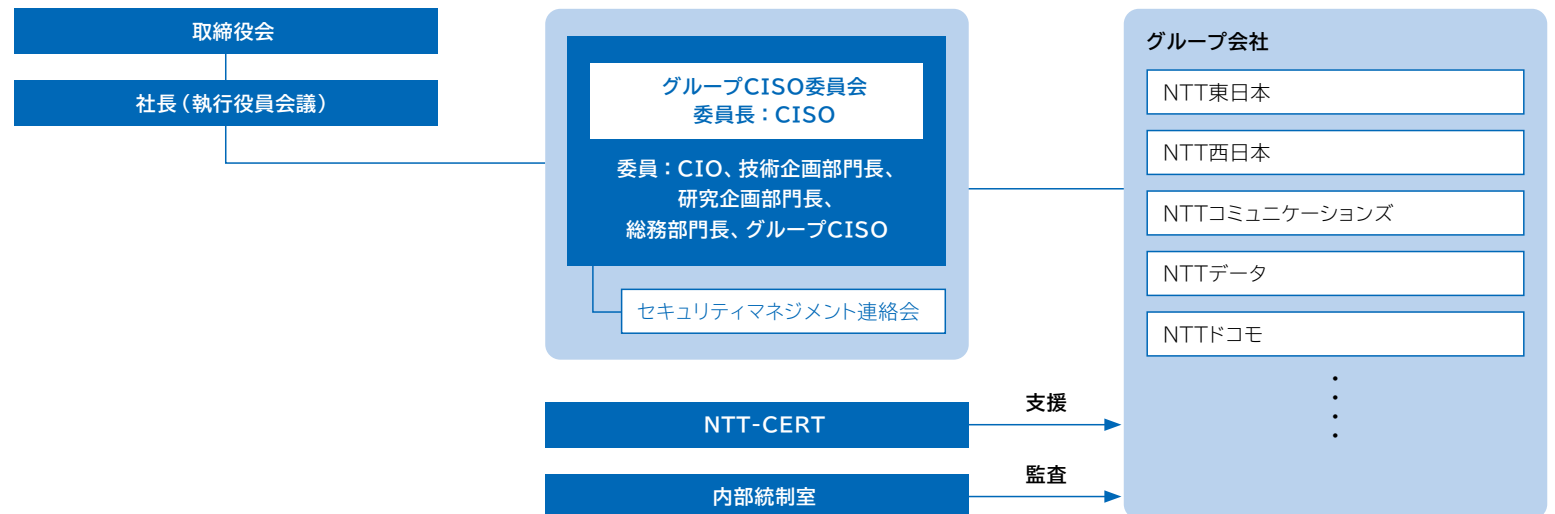 取締役会
社長（執行役員会議）
グループCISO委員会
委員長：CISO
委員：CIO、技術企画部門長、
研究企画部門長、
総務部門長、グループCISO
セキュリティマネジメント連絡会
NTT-CERT
支援
内部統制室
監査
グループ会社
NTT東日本
NTT西日本
NTTコミュニケーションズ
NTTデータ
NTTドコモ
・
・
・
・